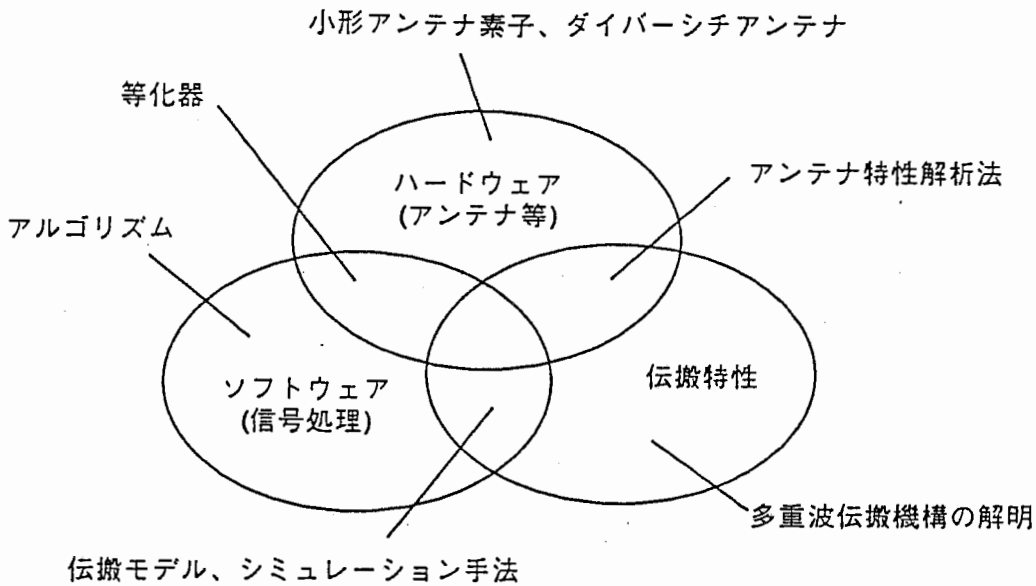 小形アンテナ素子、ダイバーシチアンテナ
等化器
ハードウェア
(アンテナ等)
アンテナ特性解析法
アルゴリズム
ソフトウェア
(信号処理)
伝搬特性
多重波伝搬機構の解明
伝搬モデル、シミュレーション手法